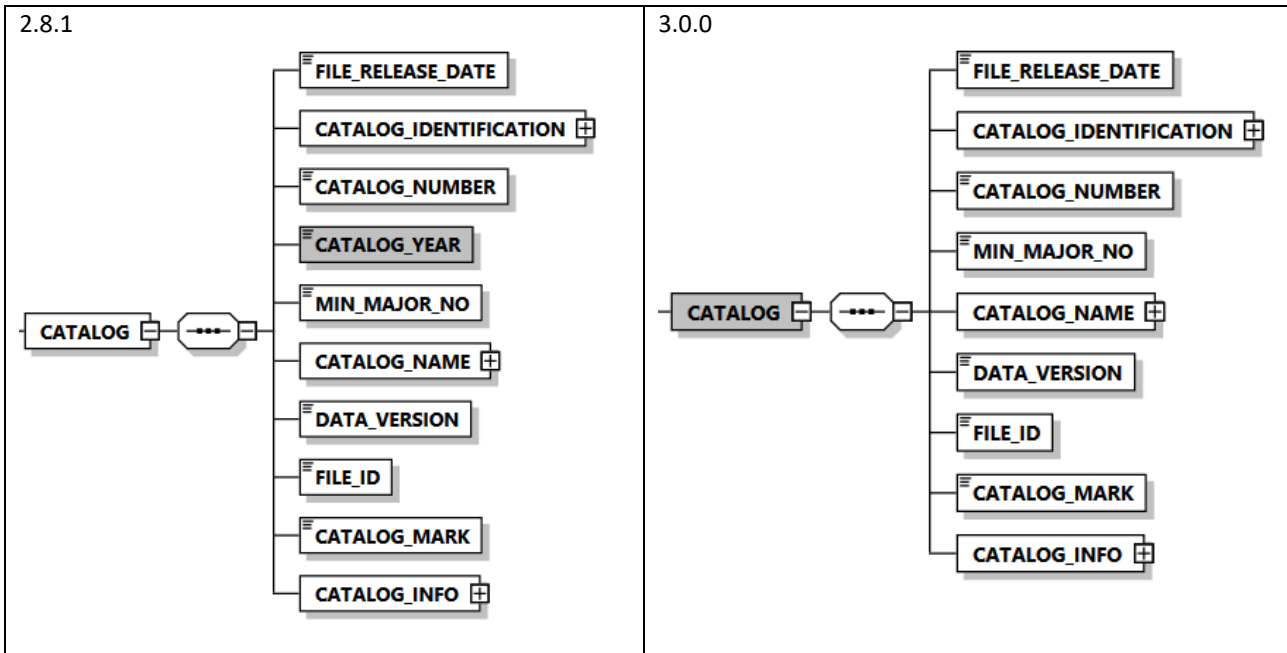 2.8.1
FILE_RELEASE_DATE
CATALOG_IDENTIFICATION
CATALOG_NUMBER
CATALOG_YEAR
MIN_MAJOR_NO
CATALOG
CATALOG_NAME
DATA_VERSION
FILE_ID
CATALOG_MARK
CATALOG_INFO
3.0.0
FILE_RELEASE_DATE
CATALOG_IDENTIFICATION
CATALOG_NUMBER
MIN_MAJOR_NO
CATALOG
CATALOG_NAME
DATA_VERSION
FILE_ID
CATALOG_MARK
CATALOG_INFO